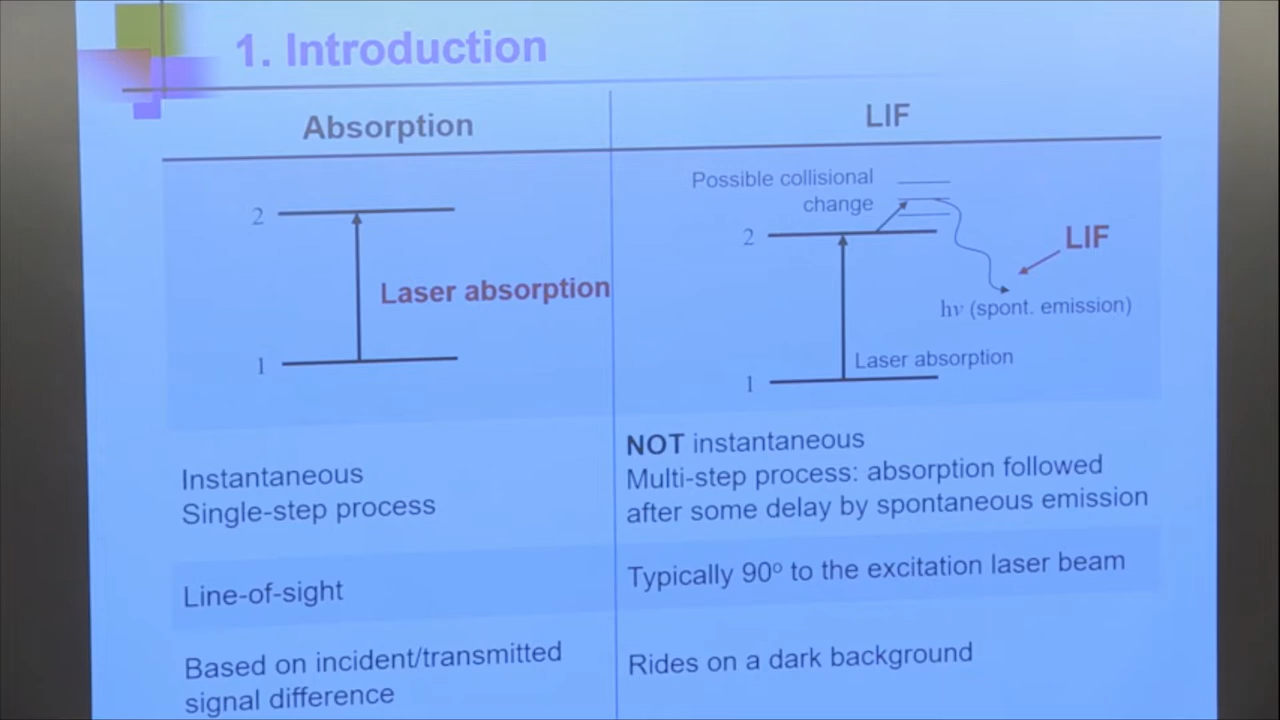 1. Introduction
Absorption
LIF
2
Laser absorption
1
Possible collisional
change
2
LIF
hν (spont. emission)
Laser absorption
1
Instantaneous
Single-step process
NOT instantaneous
Multi-step process: absorption followed
after some delay by spontaneous emission
Line-of-sight
Typically 90° to the excitation laser beam
Based on incident/transmitted
signal difference
Rides on a dark background